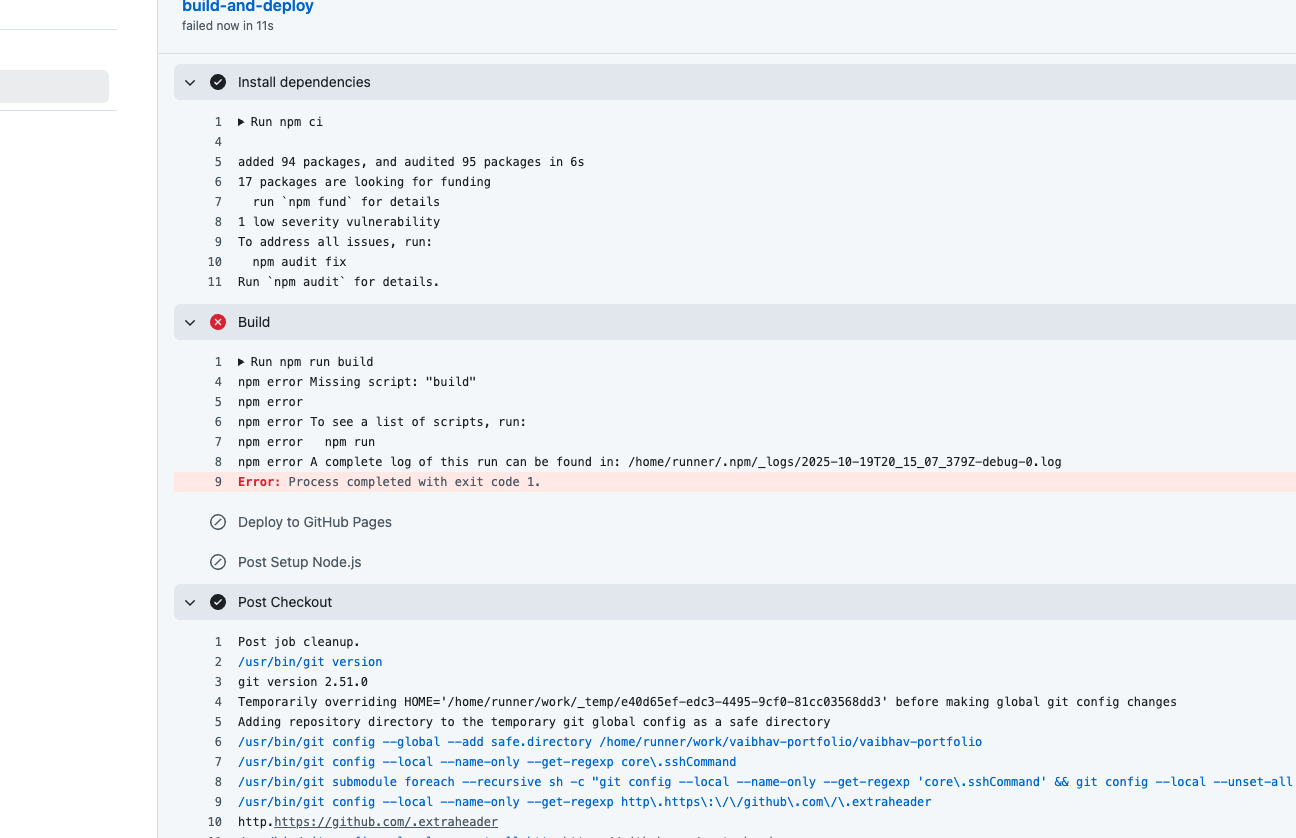 build-and-deploy
failed now in 11s
Install dependencies
1 Run npm ci
4
5 added 94 packages, and audited 95 packages in 6s
6 17 packages are looking for funding
7 run `npm fund` for details
8 1 low severity vulnerability
9 To address all issues, run:
10 npm audit fix
11 Run `npm audit` for details.
Build
1 Run npm run build
4 npm error Missing script: "build"
5 npm error
6 npm error To see a list of scripts, run:
7 npm error   npm run
8 npm error A complete log of this run can be found in: /home/runner/.npm/_logs/2025-10-19T20_15_07_379Z-debug-0.log
9 Error: Process completed with exit code 1.
Deploy to GitHub Pages
Post Setup Node.js
Post Checkout
1 Post job cleanup.
2 /usr/bin/git version
3 git version 2.51.0
4 Temporarily overriding HOME='/home/runner/work/_temp/e40d65ef-edc3-4495-9cf0-81cc03568dd3' before making global git config changes
5 Adding repository directory to the temporary git global config as a safe directory
6 /usr/bin/git config --global --add safe.directory /home/runner/work/vaibhav-portfolio/vaibhav-portfolio
7 /usr/bin/git config --local --name-only --get-regexp core\.sshCommand
8 /usr/bin/git submodule foreach --recursive sh -c "git config --local --name-only --get-regexp 'core\.sshCommand' && git config --local --unset-all
9 /usr/bin/git config --local --name-only --get-regexp http\.https\:\/\/github\.com\/\.extraheader
10 http.https://github.com/.extraheader